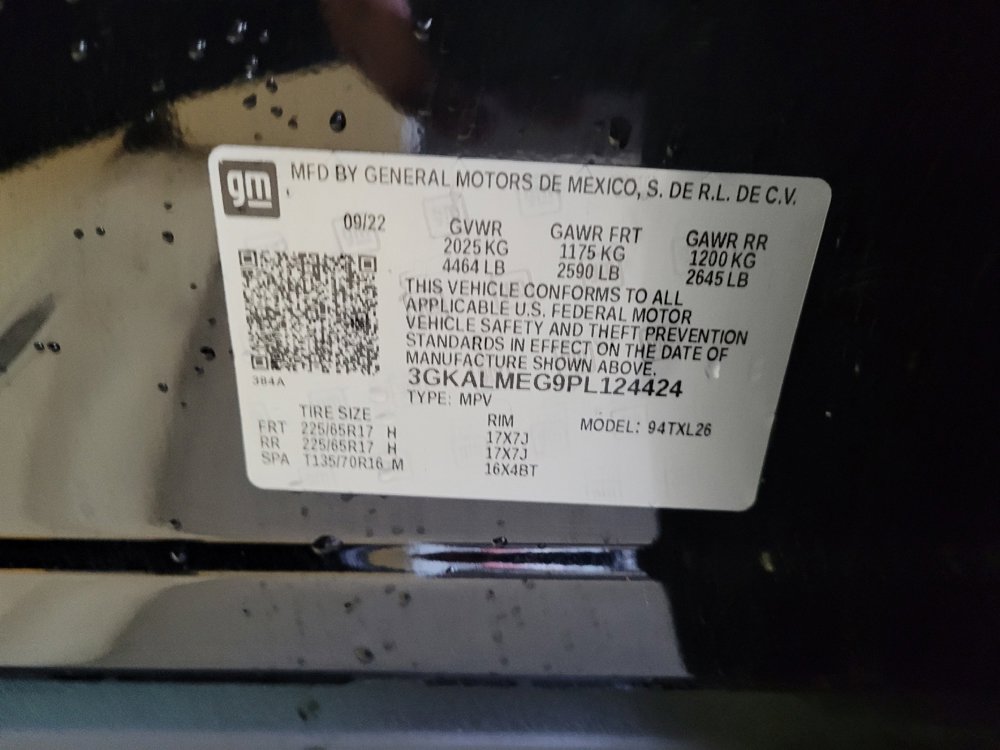 gm MFD BY GENERAL MOTORS DE MEXICO, S. DE R.L. DE C.V.
09/22
GVWR GAWR FRT GAWR RR
2025 KG 1175 KG 1200 KG
4464 LB 2590 LB 2645 LB
THIS VEHICLE CONFORMS TO ALL
APPLICABLE U.S. FEDERAL MOTOR
VEHICLE SAFETY AND THEFT PREVENTION
STANDARDS IN EFFECT ON THE DATE OF
MANUFACTURE SHOWN ABOVE.
3GKALMEG9PL124424
384A
TYPE: MPV
TIRE SIZE RIM MODEL: 94TXL26
FRT 225/65R17 H 17X7J
RR 225/65R17 H 17X7J
SPA T135/70R16 M 16X4BT